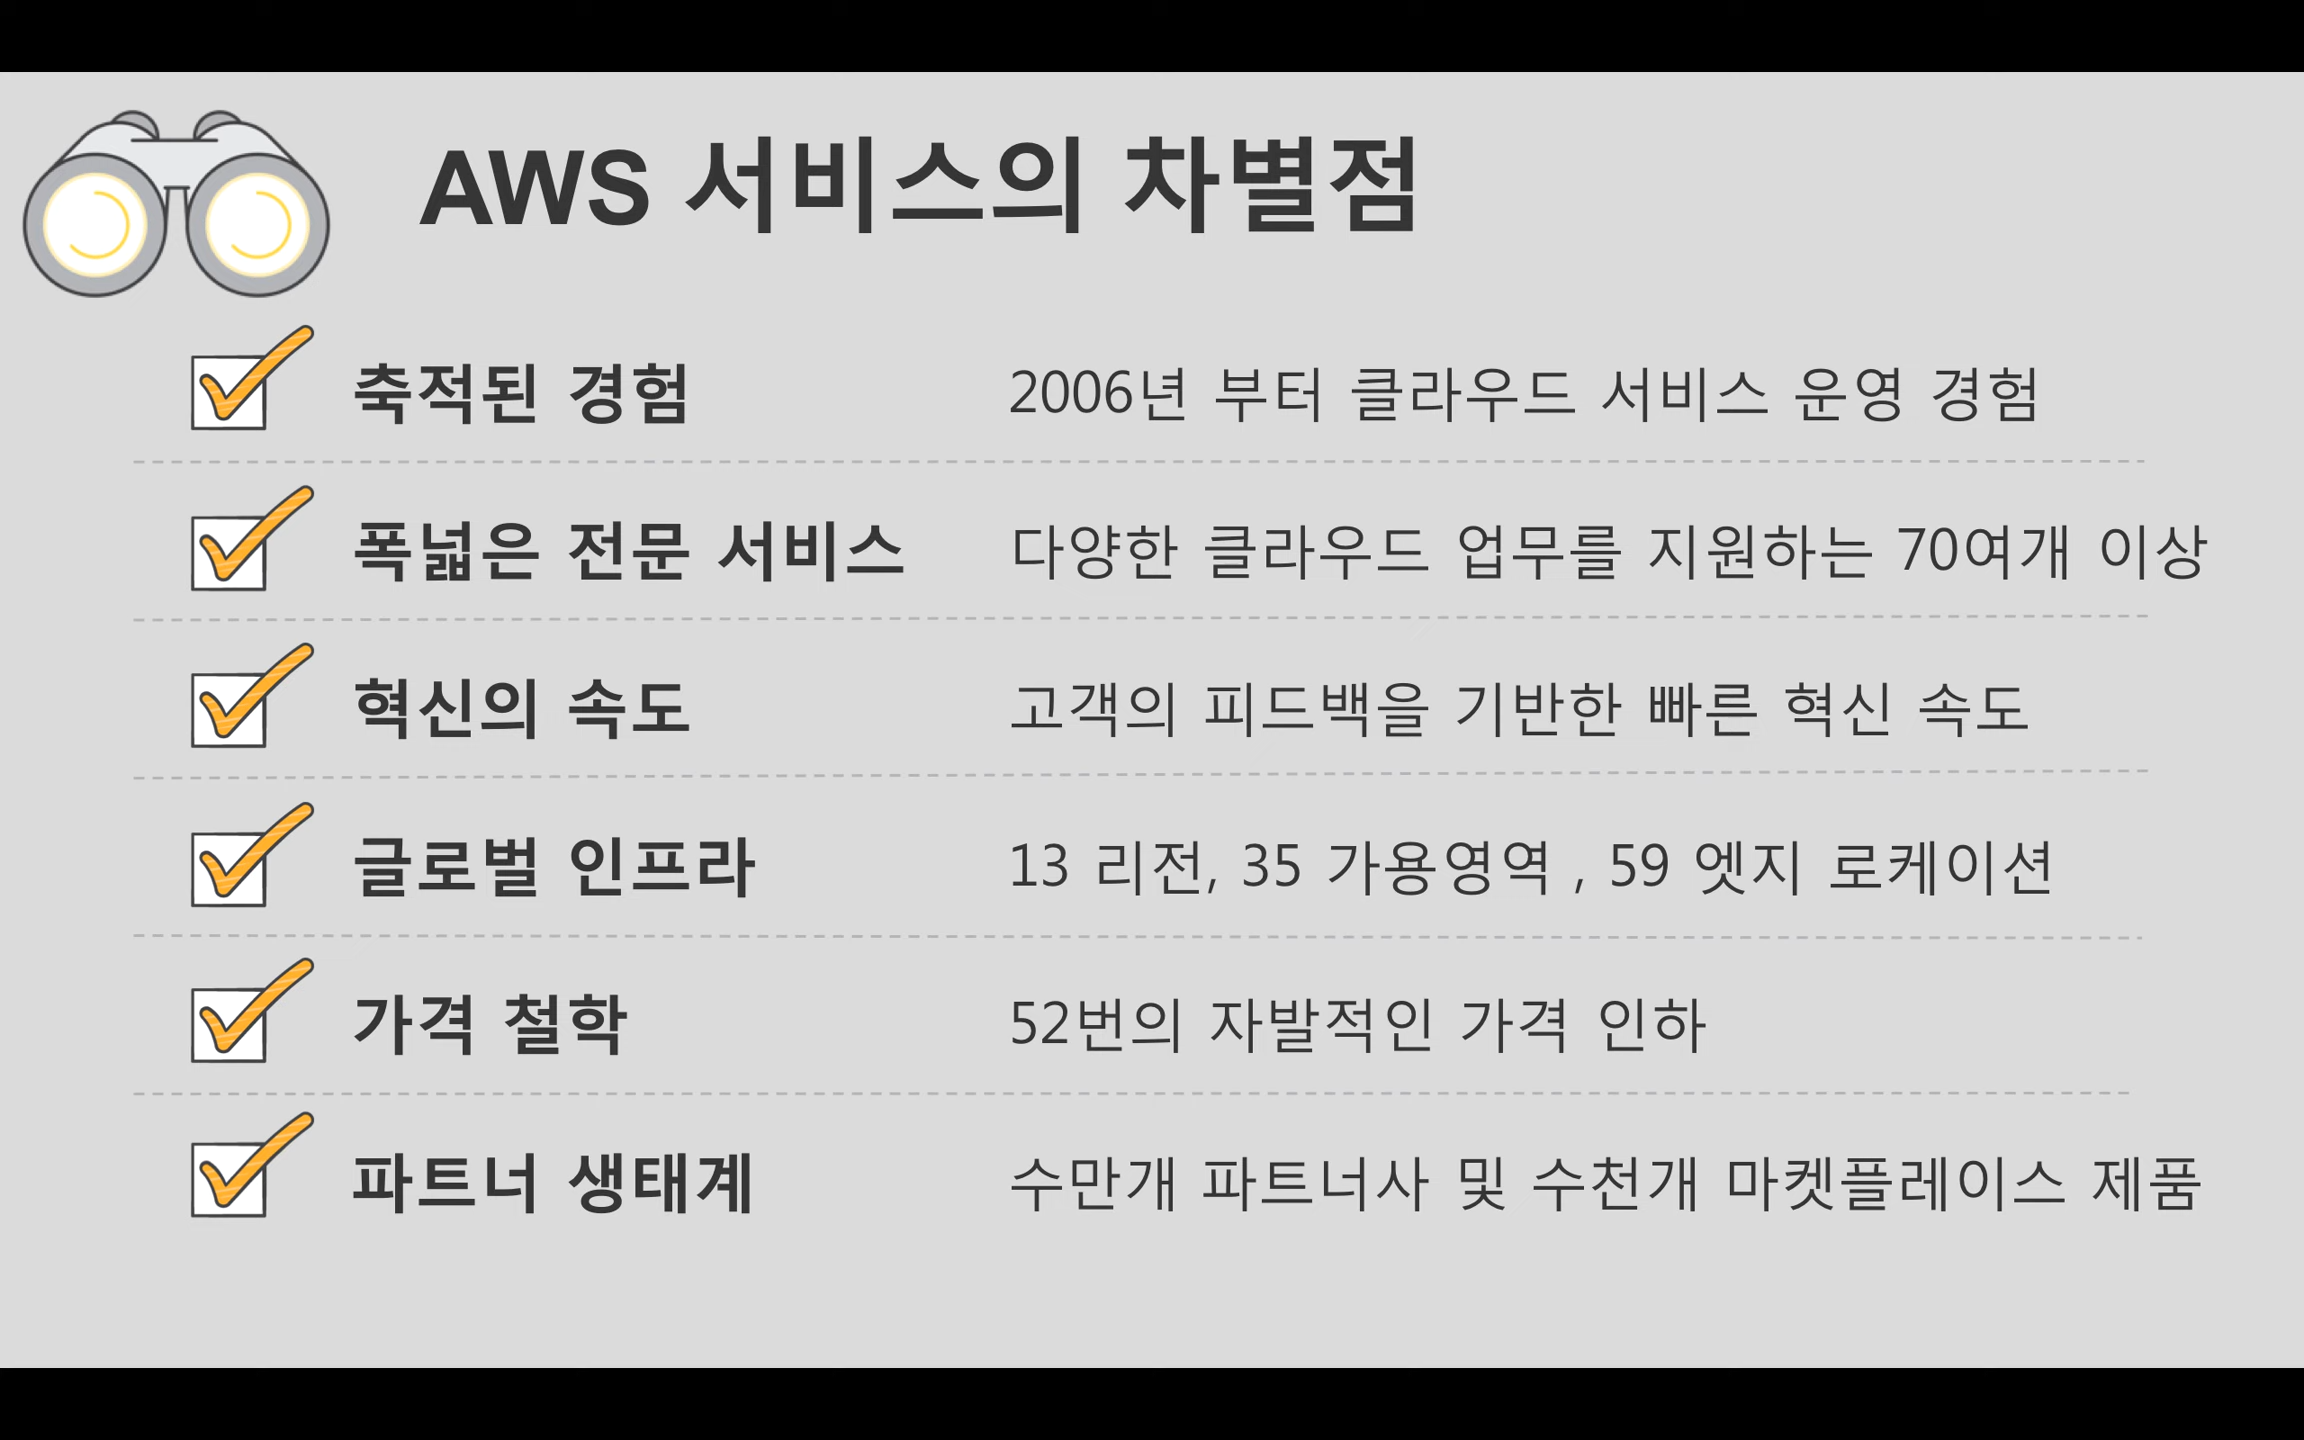 AWS 서비스의 차별점
축적된 경험 2006년 부터 클라우드 서비스 운영 경험
폭넓은 전문 서비스 다양한 클라우드 업무를 지원하는 70여개 이상
혁신의 속도 고객의 피드백을 기반한 빠른 혁신 속도
글로벌 인프라 13 리전, 35 가용영역 , 59 엣지 로케이션
가격 철학 52번의 자발적인 가격 인하
파트너 생태계 수만개 파트너사 및 수천개 마켓플레이스 제품